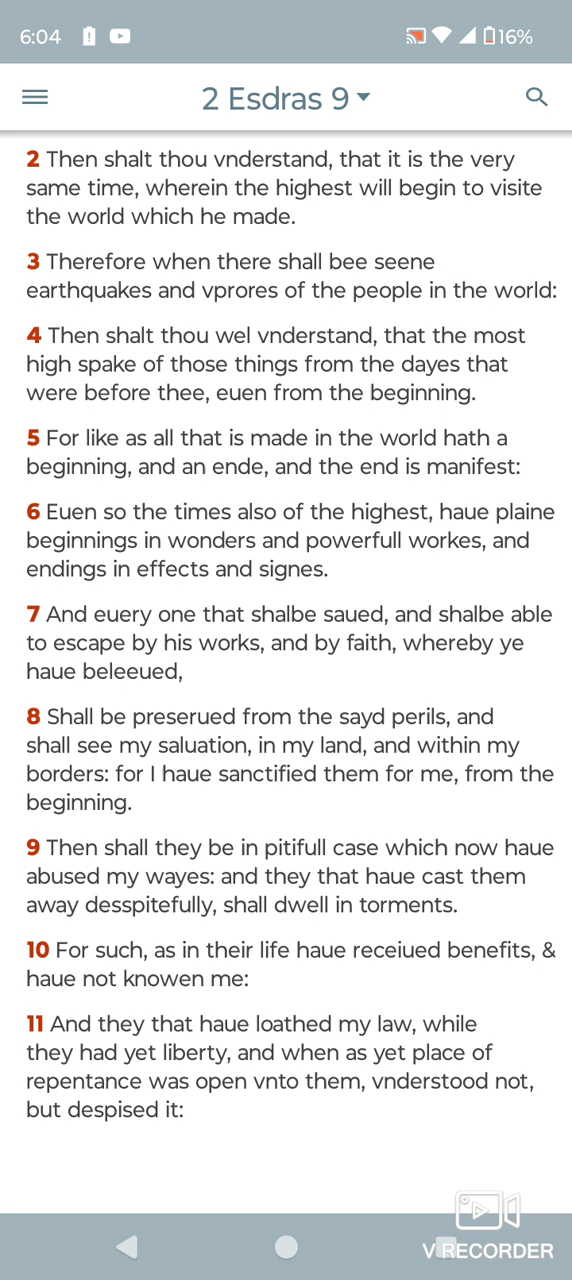 6:04
16%
2 Esdras 9
2 Then shalt thou vnderstand, that it is the very
same time, wherein the highest will begin to visite
the world which he made.
3 Therefore when there shall bee seene
earthquakes and vprores of the people in the world:
4 Then shalt thou wel vnderstand, that the most
high spake of those things from the dayes that
were before thee, euen from the beginning.
5 For like as all that is made in the world hath a
beginning, and an ende, and the end is manifest:
6 Euen so the times also of the highest, haue plaine
beginnings in wonders and powerfull workes, and
endings in effects and signes.
7 And euery one that shalbe saued, and shalbe able
to escape by his works, and by faith, whereby ye
haue beleeued,
8 Shall be preserued from the sayd perils, and
shall see my saluation, in my land, and within my
borders: for I haue sanctified them for me, from the
beginning.
9 Then shall they be in pitifull case which now haue
abused my wayes: and they that haue cast them
away desspitefully, shall dwell in torments.
10 For such, as in their life haue receiued benefits, &
haue not knowen me:
11 And they that haue loathed my law, while
they had yet liberty, and when as yet place of
repentance was open vnto them, vnderstood not,
but despised it:
V RECORDER